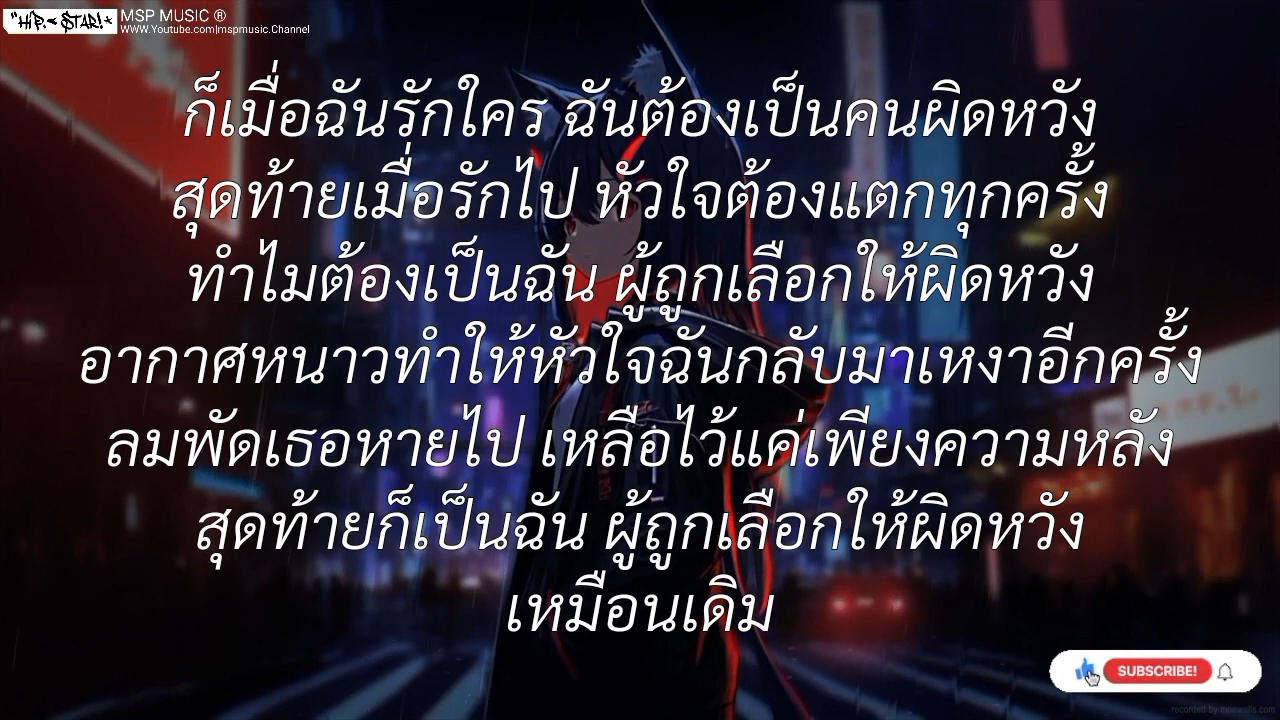 "HiP. STAR!*
MSP MUSIC ®
WWW.Youtube.com|mspmusic.Channel
ก็เมื่อฉันรักใคร ฉันต้องเป็นคนผิดหวัง
สุดท้ายเมื่อรักไป หัวใจต้องแตกทุกครั้ง
ทำไมต้องเป็นฉัน ผู้ถูกเลือกให้ผิดหวัง
อากาศหนาวทำให้หัวใจฉันกลับมาเหงาอีกครั้ง
ลมพัดเธอหายไป เหลือไว้แค่เพียงความหลัง
สุดท้ายก็เป็นฉัน ผู้ถูกเลือกให้ผิดหวัง
เหมือนเดิม
SUBSCRIBE!
recorded by moewalls.com